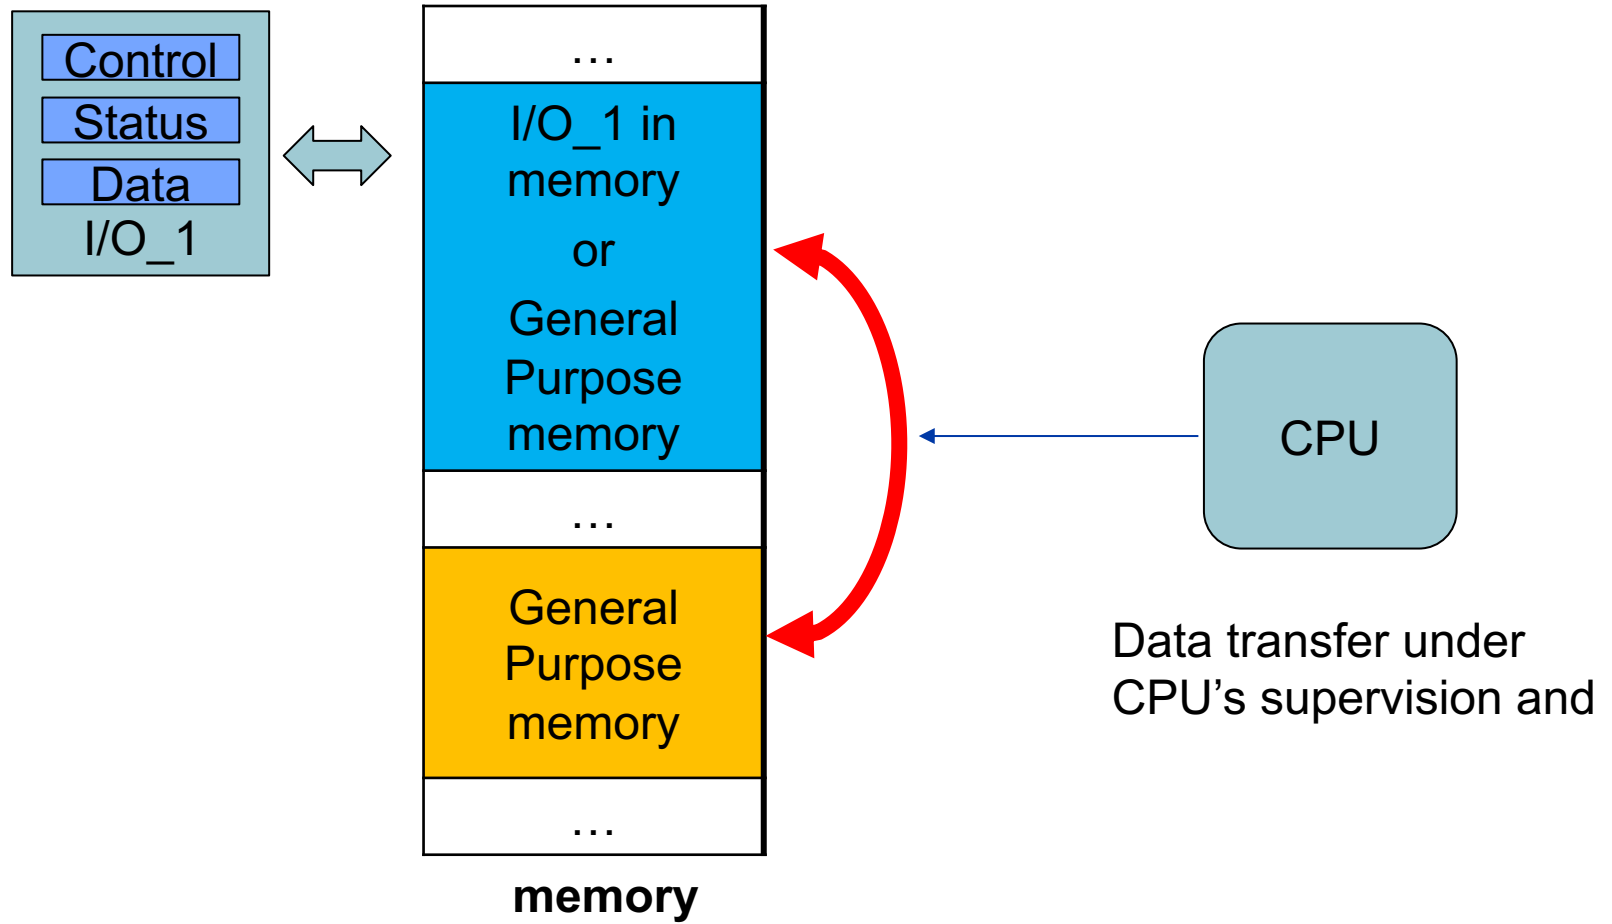 Control
Status
Data
I/O_1
…
I/O_1 in
memory
or
General
Purpose
memory
…
General
Purpose
memory
…
memory
CPU
Data transfer under
CPU’s supervision and